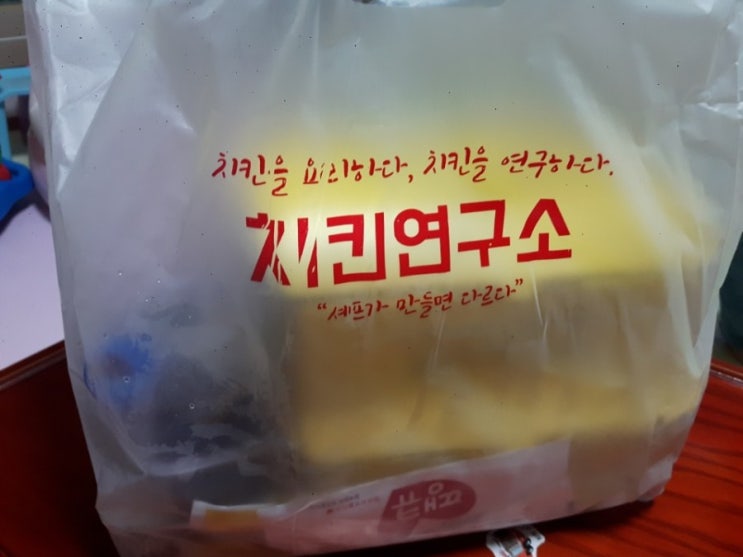 치킨을 요리하다, 치킨을 연구하다.
치킨연구소
"셰프가 만들면 다르다"